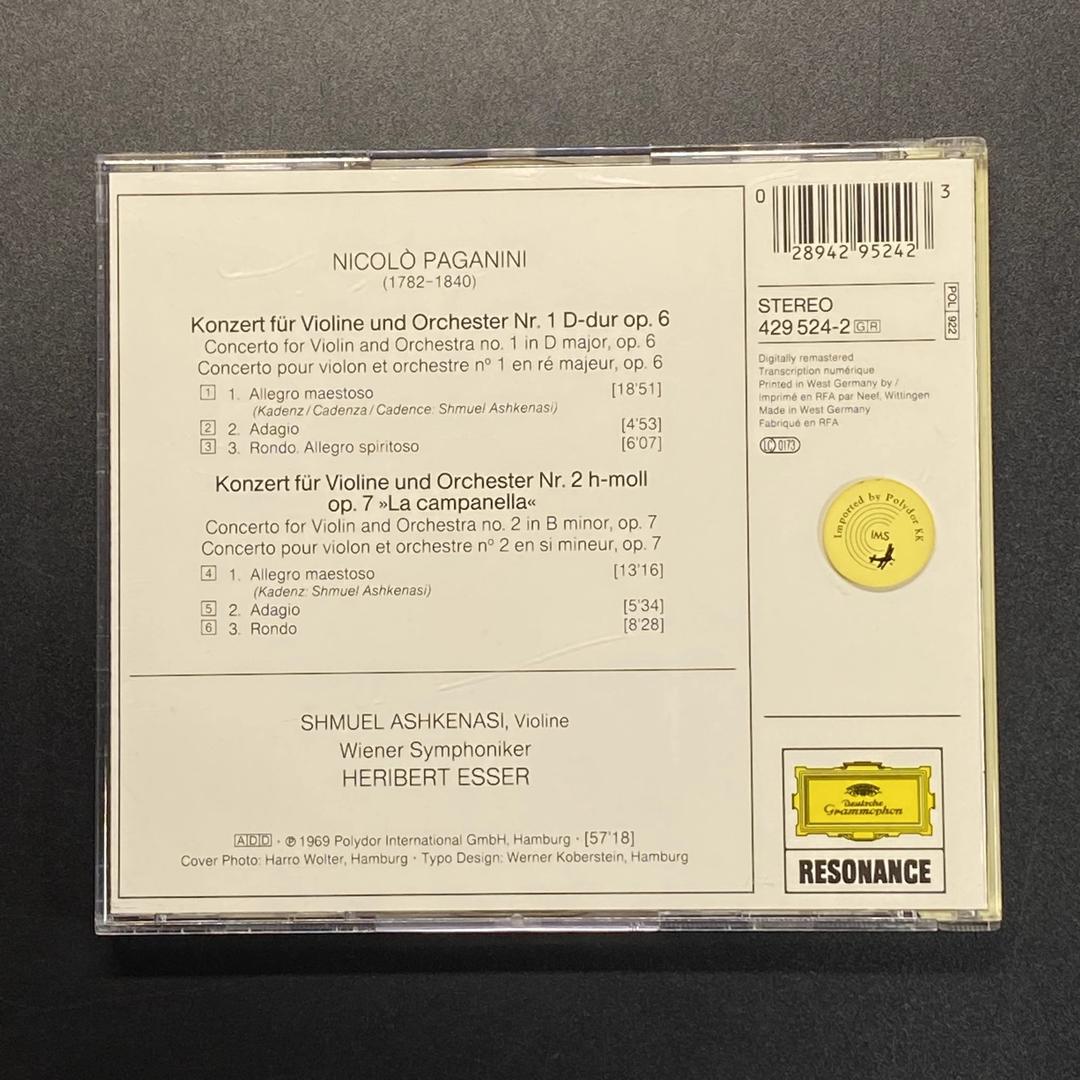 NICOLÒ PAGANINI
(1782-1840)
Konzert für Violine und Orchester Nr. 1 D-dur op. 6
Concerto for Violin and Orchestra no. 1 in D major, op. 6
Concerto pour violon et orchestre nº 1 en ré majeur, op. 6
1 1. Allegro maestoso [18'51]
(Kadenz / Cadenza / Cadence: Shmuel Ashkenasi)
2 2. Adagio [4'53]
3 3. Rondo. Allegro spiritoso [6'07]
Konzert für Violine und Orchester Nr. 2 h-moll
op. 7 »La campanella«
Concerto for Violin and Orchestra no. 2 in B minor, op. 7
Concerto pour violon et orchestre nº 2 en si mineur, op. 7
4 1. Allegro maestoso [13'16]
(Kadenz: Shmuel Ashkenasi)
5 2. Adagio [5'34]
6 3. Rondo [8'28]
SHMUEL ASHKENASI, Violine
Wiener Symphoniker
HERIBERT ESSER
ADD · ℗ 1969 Polydor International GmbH, Hamburg · [57'18]
Cover Photo: Harro Wolter, Hamburg · Typo Design: Werner Koberstein, Hamburg
0 28942 95242 3
STEREO
429 524-2 GR
POL 922
Digitally remastered
Transcription numérique
Printed in West Germany by /
Imprimé en RFA par Neef, Wittingen
Made in West Germany
Fabriqué en RFA
LC 0173
Imported by Polydor KK
IMS
Deutsche
Grammophon
RESONANCE